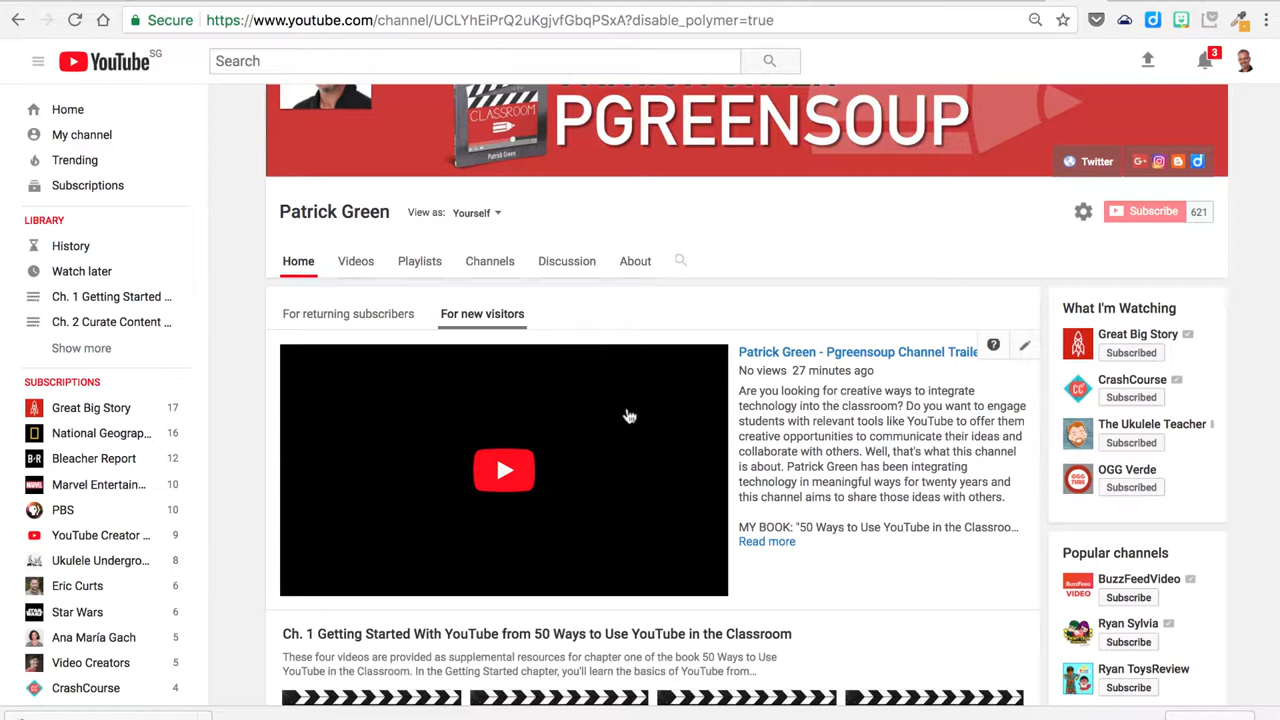 Secure https://www.youtube.com/channel/UCLYhEiPrQ2uKgjvfGbqPSxA?disable_polymer=true
YouTube SG
Search
3
Home
My channel
Trending
Subscriptions
LIBRARY
History
Watch later
Ch. 1 Getting Started ...
Ch. 2 Curate Content ...
Show more
SUBSCRIPTIONS
Great Big Story 17
National Geograp... 16
Bleacher Report 12
Marvel Entertain... 10
PBS 10
YouTube Creator ... 9
Ukulele Undergro... 8
Eric Curts 6
Star Wars 6
Ana María Gach 5
Video Creators 5
CrashCourse 4
CLASSROOM
Patrick Green
PGREENSOUP
Twitter
Patrick Green View as: Yourself
Subscribe 621
Home Videos Playlists Channels Discussion About
For returning subscribers For new visitors
Patrick Green - Pgreensoup Channel Traile
No views 27 minutes ago
Are you looking for creative ways to integrate
technology into the classroom? Do you want to engage
students with relevant tools like YouTube to offer them
creative opportunities to communicate their ideas and
collaborate with others. Well, that's what this channel
is about. Patrick Green has been integrating
technology in meaningful ways for twenty years and
this channel aims to share those ideas with others.
MY BOOK: "50 Ways to Use YouTube in the Classroo...
Read more
Ch. 1 Getting Started With YouTube from 50 Ways to Use YouTube in the Classroom
These four videos are provided as supplemental resources for chapter one of the book 50 Ways to Use
YouTube in the Classroom. In the Getting Started chapter, you'll learn the basics of YouTube from...
What I'm Watching
Great Big Story
Subscribed
CrashCourse
Subscribed
The Ukulele Teacher
Subscribed
OGG Verde
Subscribed
Popular channels
BuzzFeedVideo
Subscribe
Ryan Sylvia
Subscribe
Ryan ToysReview
Subscribe